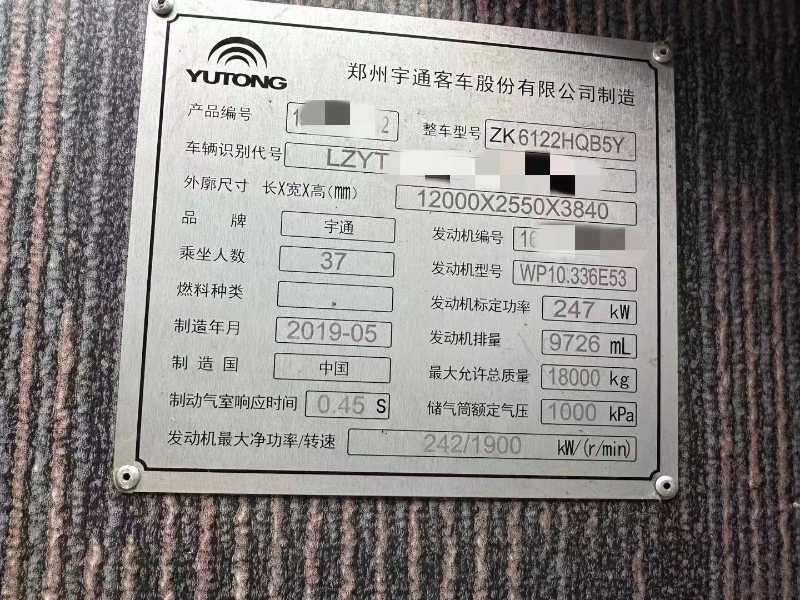 YUTONG
郑州宇通客车股份有限公司制造
产品编号 1 2 整车型号 ZK6122HQB5Y
车辆识别代号 LZYT
外廓尺寸 长X宽X高(mm) 12000X2550X3840
品 牌 宇通 发动机编号 16
乘坐人数 37 发动机型号 WP10.336E53
燃料种类 发动机标定功率 247 kW
制造年月 2019-05 发动机排量 9726 mL
制造国 中国 最大允许总质量 18000 kg
制动气室响应时间 0.45 S 储气筒额定气压 1000 kPa
发动机最大净功率/转速 242/1900 kW/(r/min)